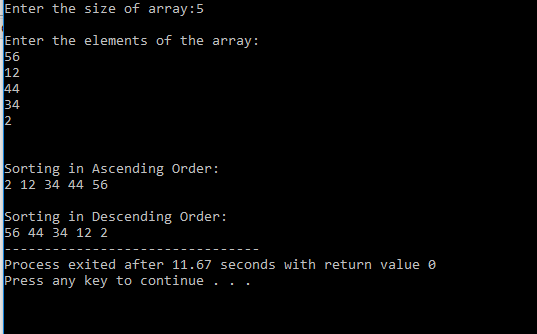 Enter the size of array:5
Enter the elements of the array:
56
12
44
34
2
Sorting in Ascending Order:
2 12 34 44 56
Sorting in Descending Order:
56 44 34 12 2
--------------------------------
Process exited after 11.67 seconds with return value 0
Press any key to continue . . .